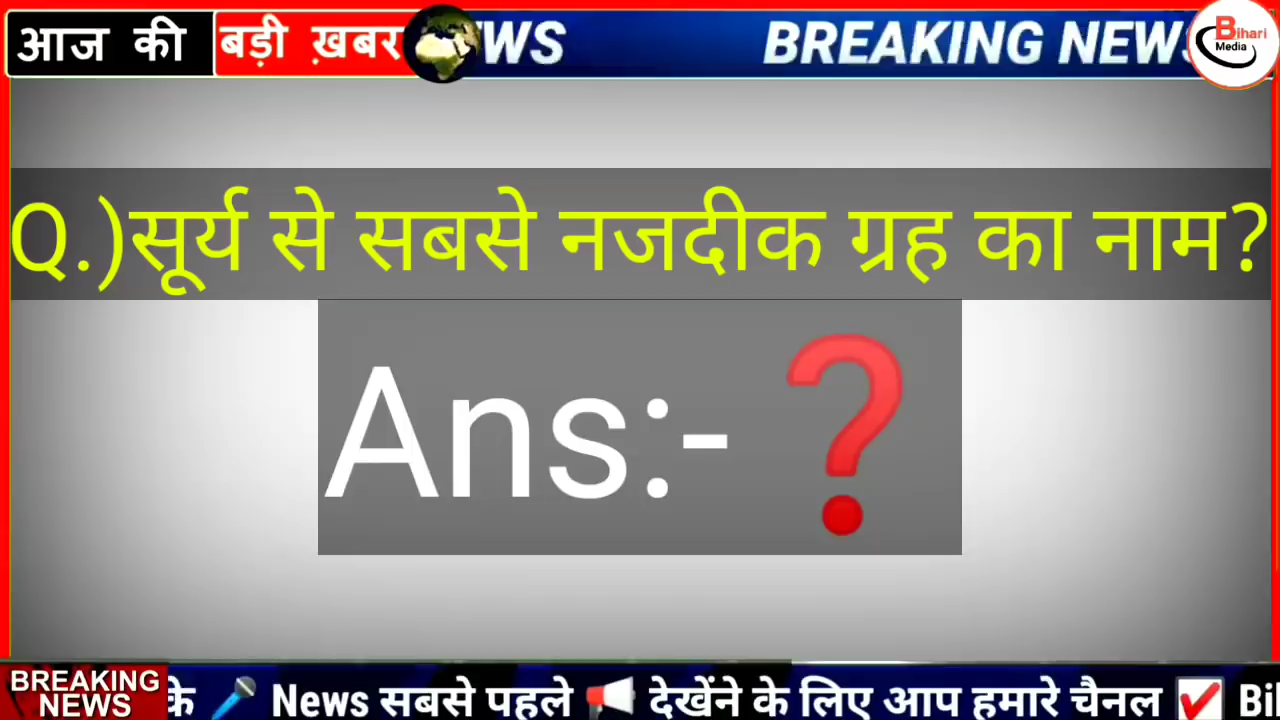 आज की बड़ी ख़बर WS BREAKING NEWS
Bihari
Media
Q.)सूर्य से सबसे नजदीक ग्रह का नाम?
Ans:-❓
BREAKING
NEWS
के 🎤 News सबसे पहले 📢 देखेंने के लिए आप हमारे चैनल ✅ Bi